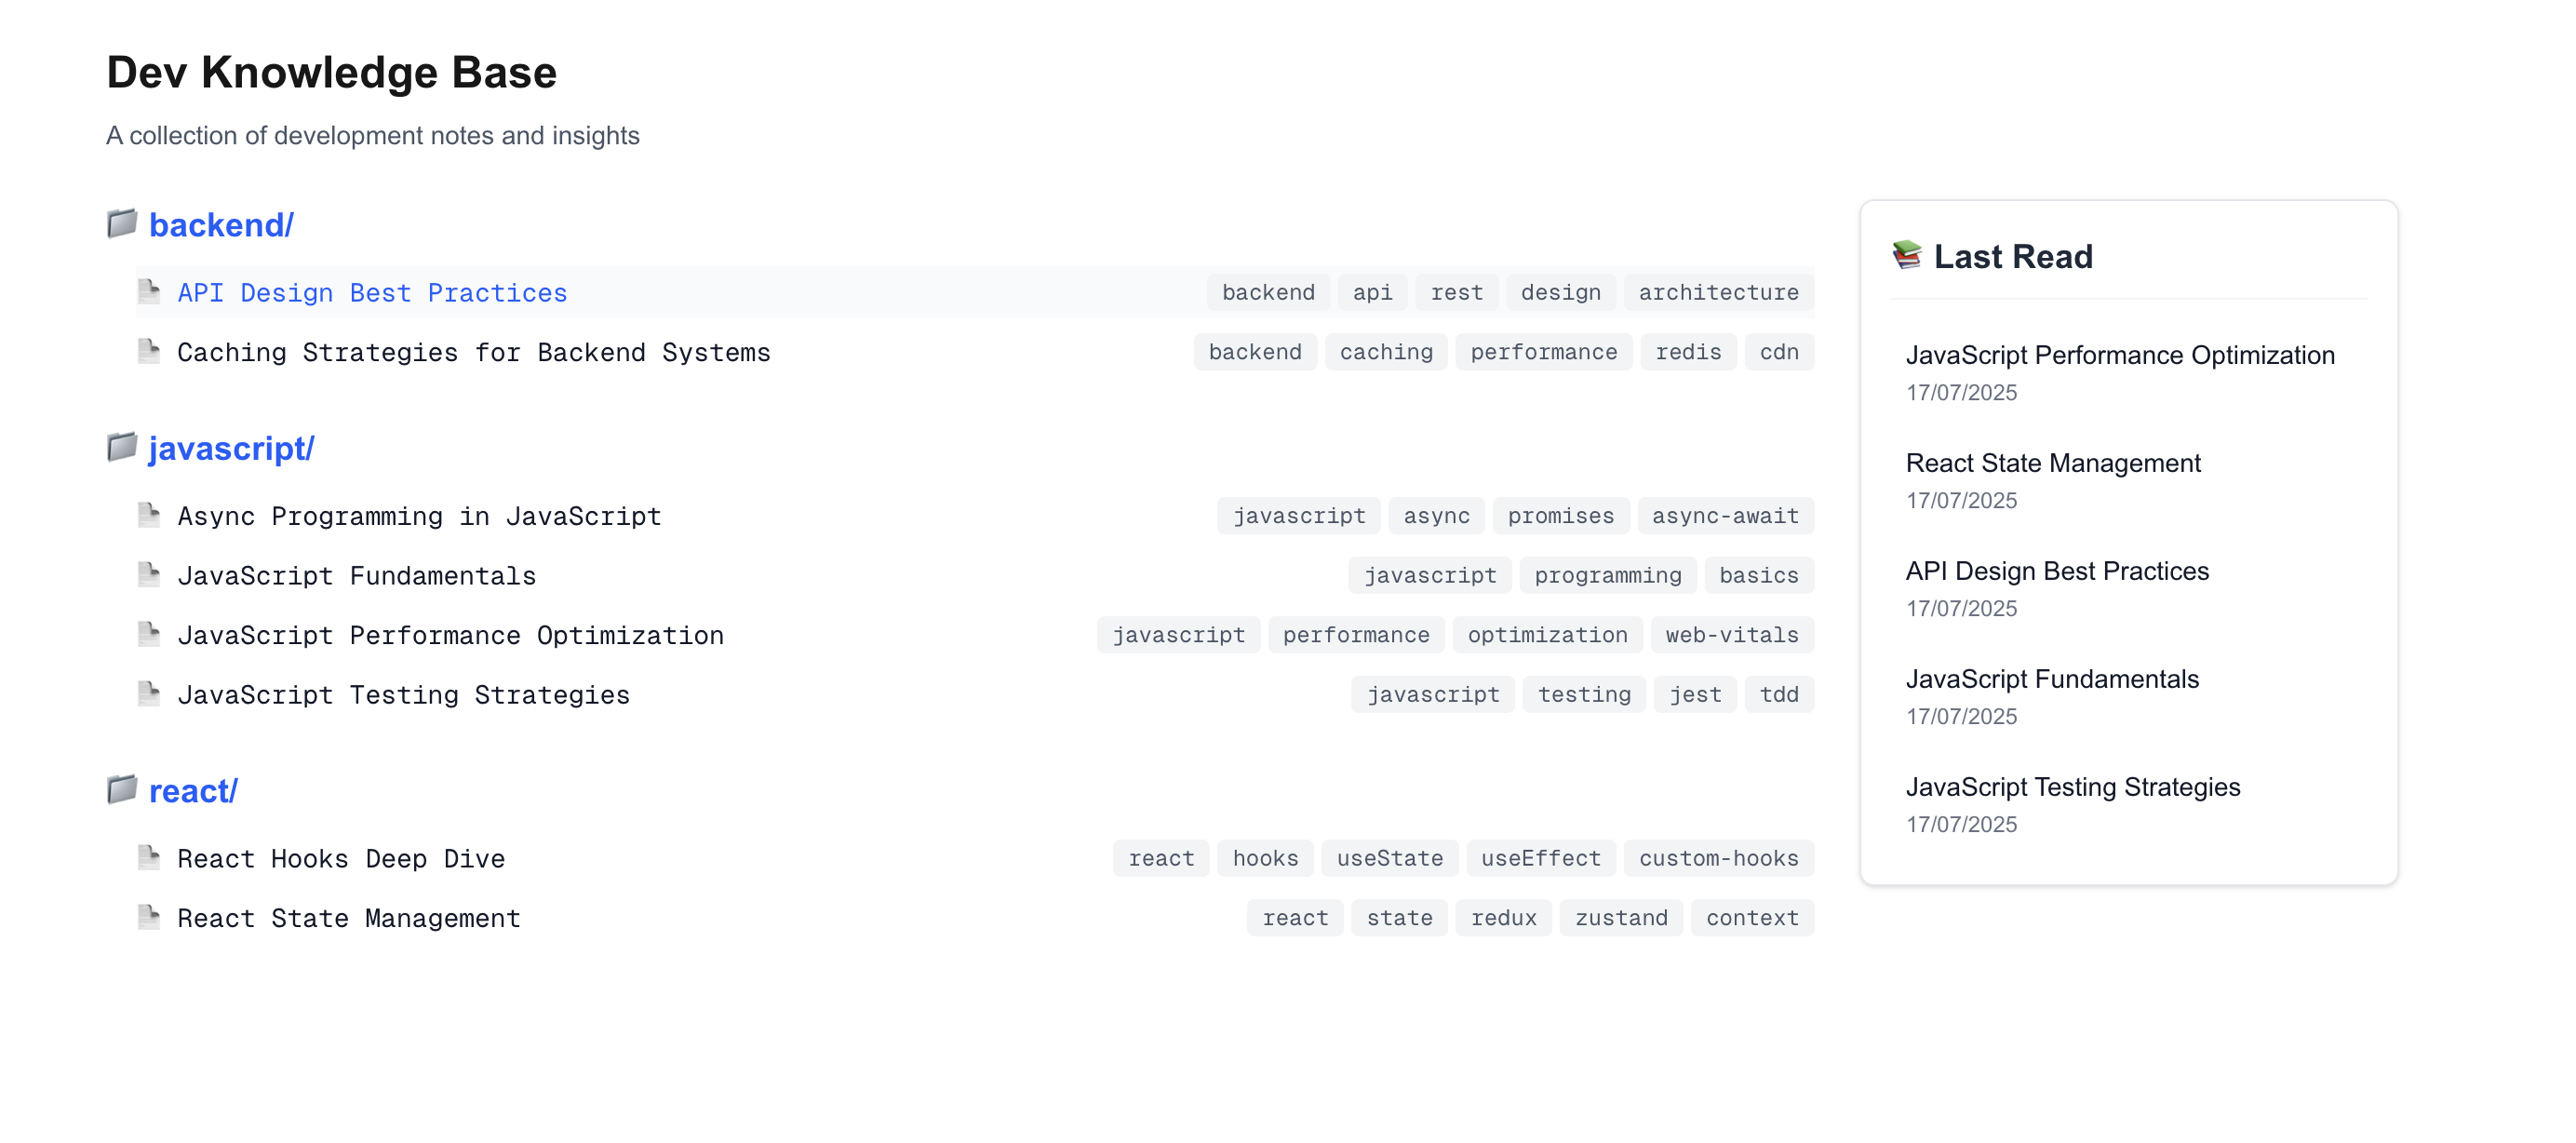 Dev Knowledge Base
A collection of development notes and insights
backend/
API Design Best Practices backend api rest design architecture
Caching Strategies for Backend Systems backend caching performance redis cdn
javascript/
Async Programming in JavaScript javascript async promises async-await
JavaScript Fundamentals javascript programming basics
JavaScript Performance Optimization javascript performance optimization web-vitals
JavaScript Testing Strategies javascript testing jest tdd
react/
React Hooks Deep Dive react hooks useState useEffect custom-hooks
React State Management react state redux zustand context
Last Read
JavaScript Performance Optimization
17/07/2025
React State Management
17/07/2025
API Design Best Practices
17/07/2025
JavaScript Fundamentals
17/07/2025
JavaScript Testing Strategies
17/07/2025